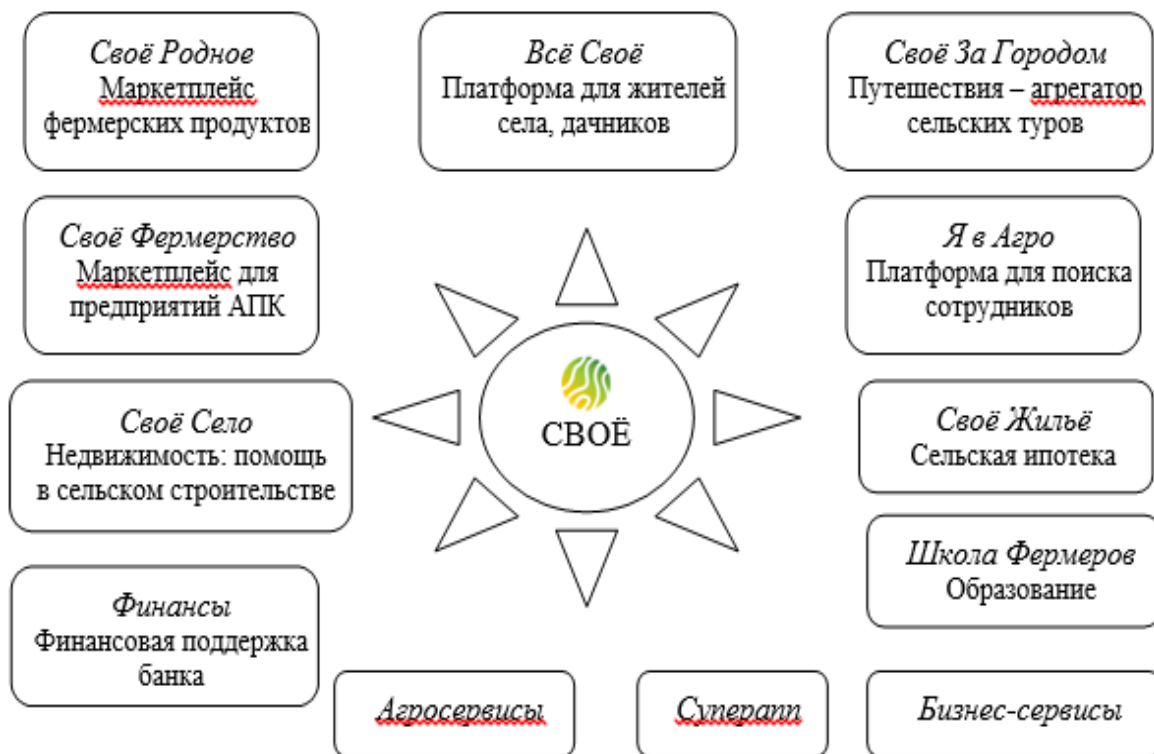 Своё Родное
Маркетплейс
фермерских продуктов
Всё Своё
Платформа для жителей
села, дачников
Своё За Городом
Путешествия – агрегатор
сельских туров
Своё Фермерство
Маркетплейс для
предприятий АПК
Я в Агро
Платформа для поиска
сотрудников
СВОЁ
Своё Село
Недвижимость: помощь
в сельском строительстве
Своё Жильё
Сельская ипотека
Школа Фермеров
Образование
Финансы
Финансовая поддержка
банка
Агросервисы
Суперапп
Бизнес-сервисы